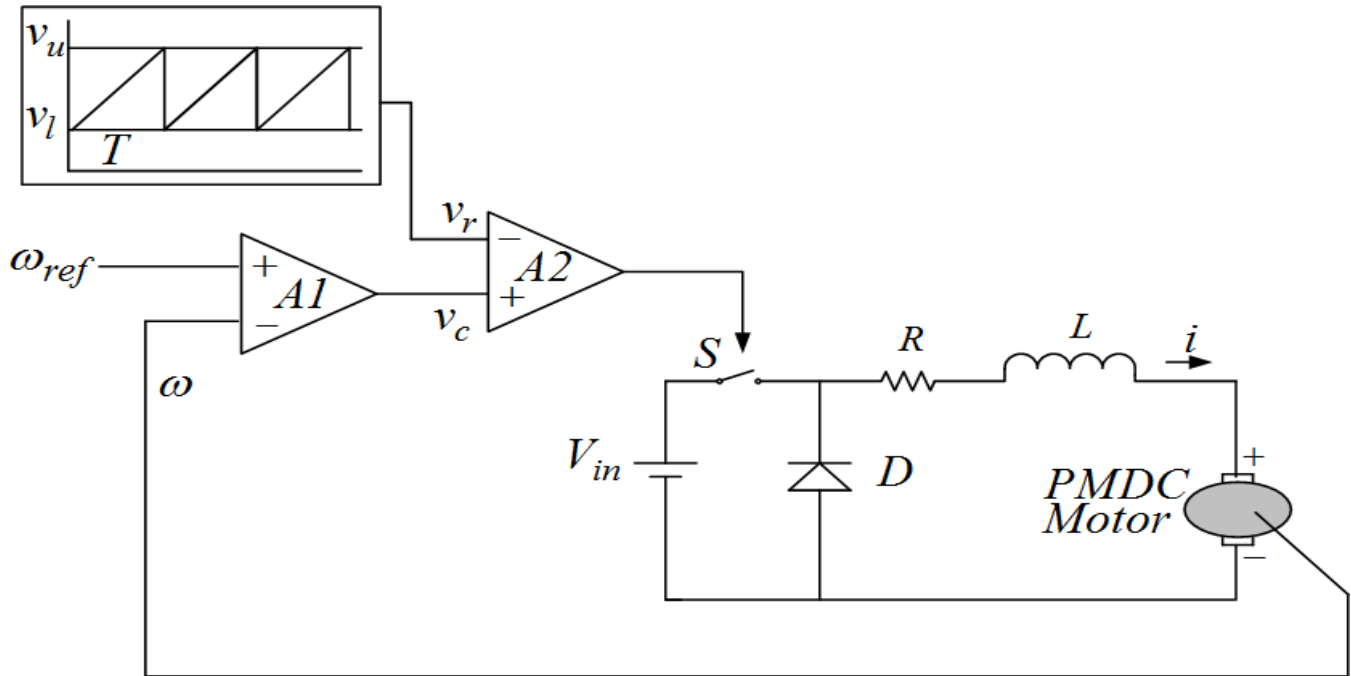 v_u
v_l
T
v_r
ω_ref
+
A1
−
−
A2
+
v_c
ω
S
R
L
i
V_in
D
PMDC
Motor
+
−